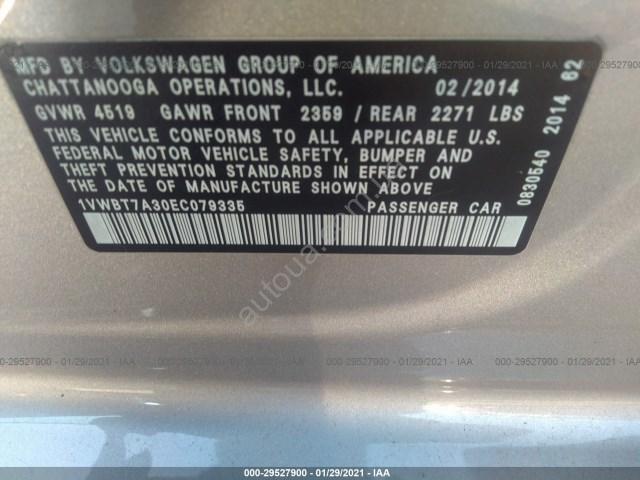 MFD BY VOLKSWAGEN GROUP OF AMERICA
CHATTANOOGA OPERATIONS, LLC. 02/2014
GVWR 4519 GAWR FRONT 2359 / REAR 2271 LBS
THIS VEHICLE CONFORMS TO ALL APPLICABLE U.S.
FEDERAL MOTOR VEHICLE SAFETY, BUMPER AND
THEFT PREVENTION STANDARDS IN EFFECT ON
THE DATE OF MANUFACTURE SHOWN ABOVE
1VWBT7A30EC079335 PASSENGER CAR
0830540 2014 62
autoua.com
000-29527900 - 01/29/2021 - IAA